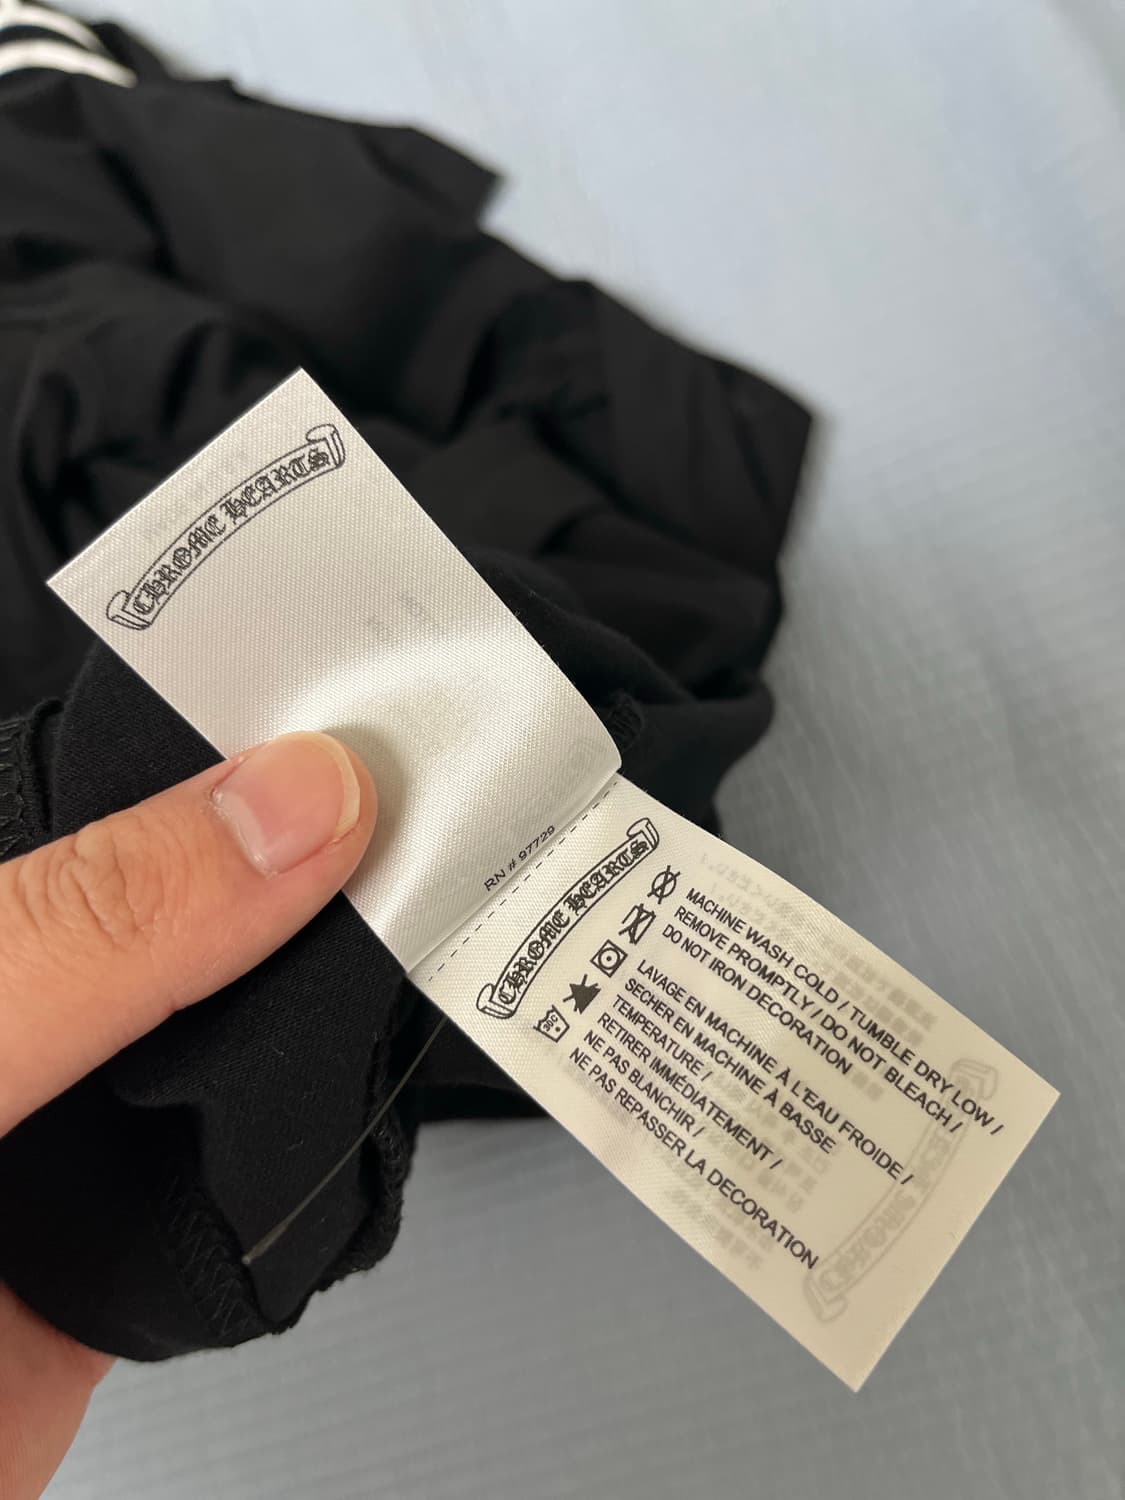 CHROME HEARTS
RN # 97729
CHROME HEARTS
30C
MACHINE WASH COLD / TUMBLE DRY LOW /
REMOVE PROMPTLY / DO NOT BLEACH /
DO NOT IRON DECORATION
LAVAGE EN MACHINE À L'EAU FROIDE /
SECHER EN MACHINE À BASSE
TEMPERATURE /
RETIRER IMMÉDIATEMENT /
NE PAS BLANCHIR /
NE PAS REPASSER LA DECORATION